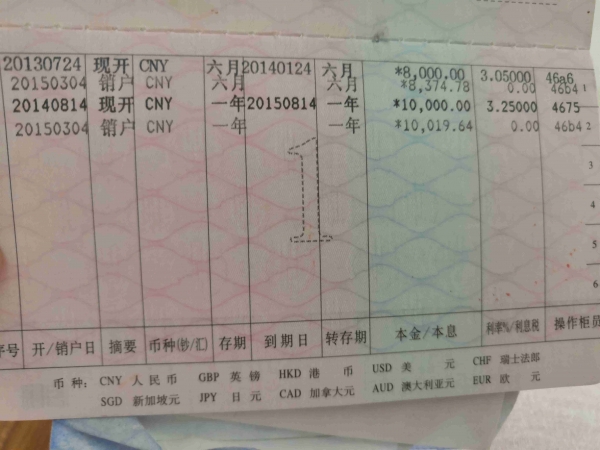 20130724 现开 CNY 六月 20140124 六月 *8,000.00 3.05000 46a6
20150304 销户 CNY 六月 六月 *8,374.78 0.00 46b4 1
20140814 现开 CNY 一年 20150814 一年 *10,000.00 3.25000 4675
20150304 销户 CNY 一年 一年 *10,019.64 0.00 46b4 2
1
3
4
5
6
序号 开/销户日 摘要 币种(钞/汇) 存期 到期日 转存期 本金/本息 利率%/利息税 操作柜员
币种: CNY 人民币 GBP 英镑 HKD 港币 USD 美元 CHF 瑞士法郎
SGD 新加坡元 JPY 日元 CAD 加拿大元 AUD 澳大利亚元 EUR 欧元